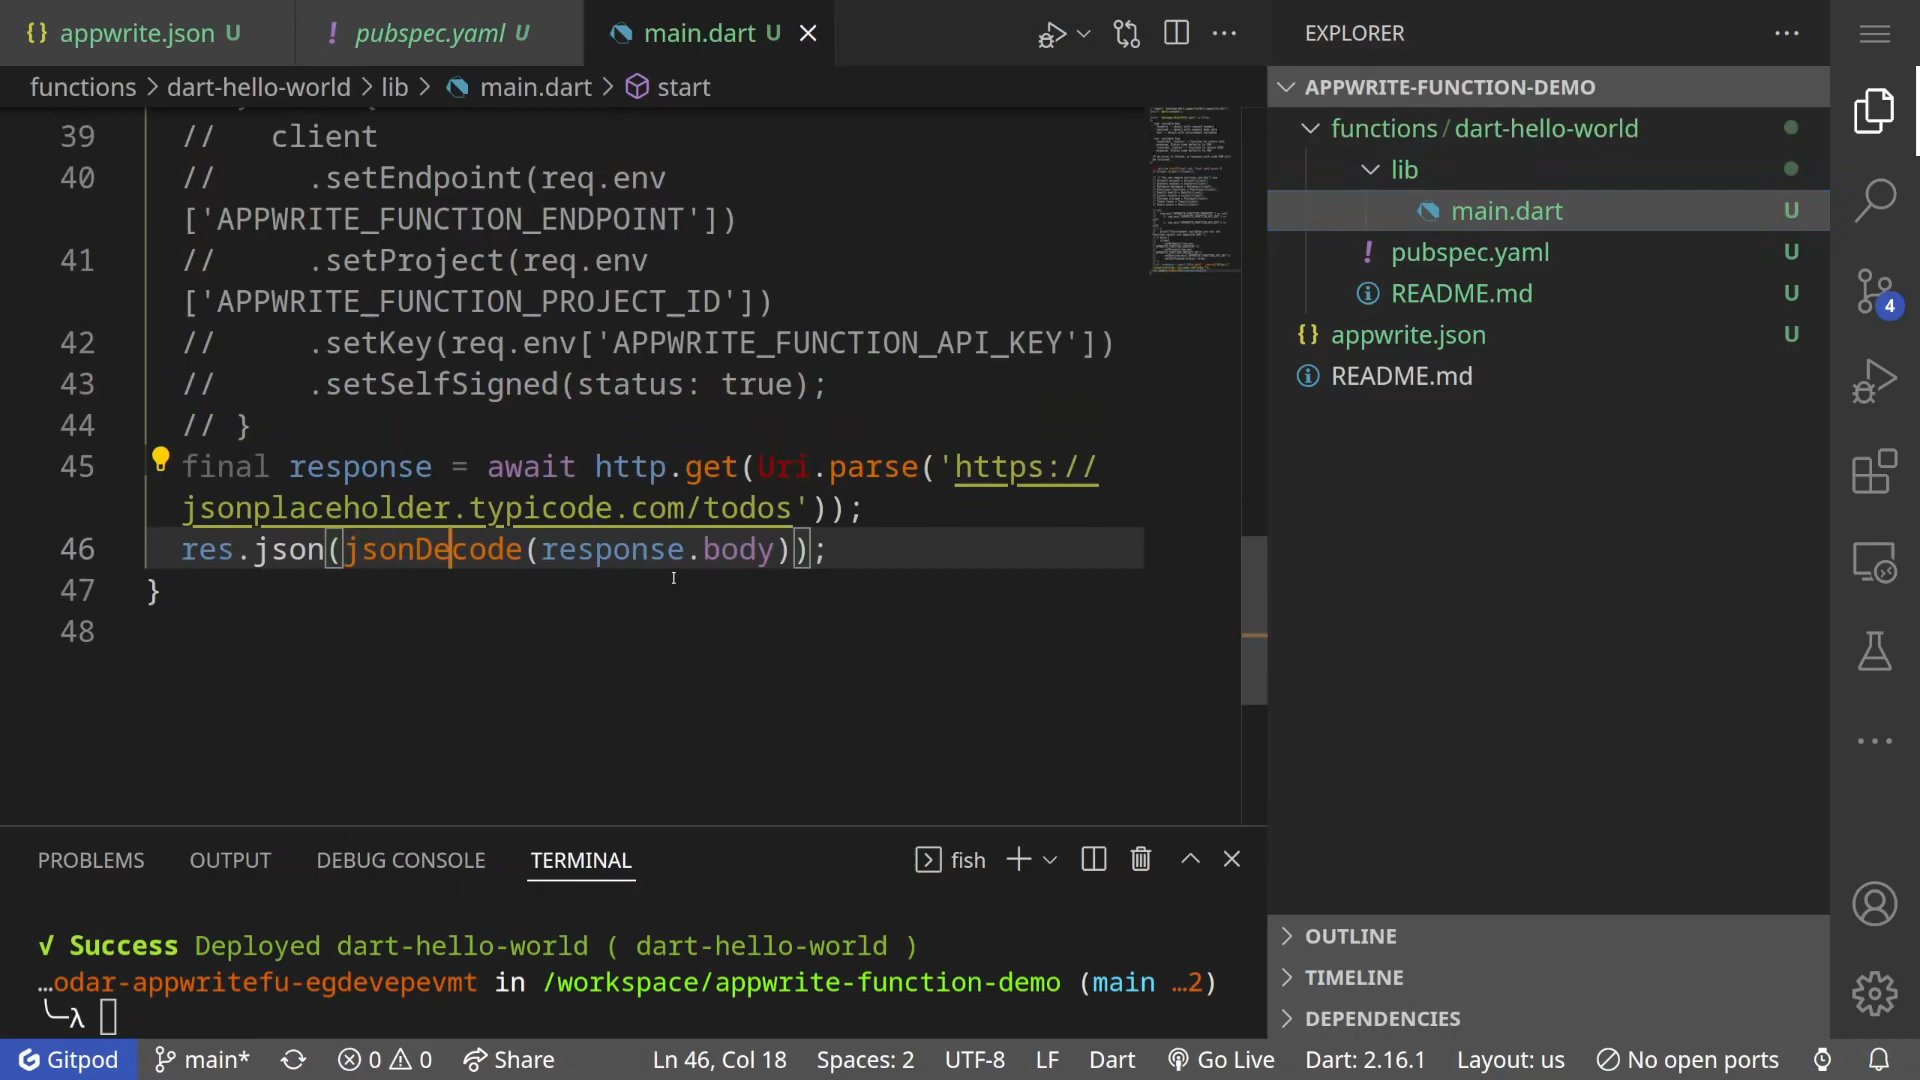 appwrite.json U
! pubspec.yaml U
main.dart U
functions > dart-hello-world > lib > main.dart > start
39 // client
40 // .setEndpoint(req.env
['APPWRITE_FUNCTION_ENDPOINT'])
41 // .setProject(req.env
['APPWRITE_FUNCTION_PROJECT_ID'])
42 // .setKey(req.env['APPWRITE_FUNCTION_API_KEY'])
43 // .setSelfSigned(status: true);
44 // }
45 final response = await http.get(Uri.parse('https://
jsonplaceholder.typicode.com/todos'));
46 res.json(jsonDecode(response.body));
47 }
48
PROBLEMS OUTPUT DEBUG CONSOLE TERMINAL
fish
√ Success Deployed dart-hello-world ( dart-hello-world )
…odar-appwritefu-egdevepevmt in /workspace/appwrite-function-demo (main …2)
╰─λ
EXPLORER
APPWRITE-FUNCTION-DEMO
functions / dart-hello-world
lib
main.dart U
! pubspec.yaml U
README.md U
{} appwrite.json U
README.md
4
OUTLINE
TIMELINE
DEPENDENCIES
Gitpod main* 0 0 Share Ln 46, Col 18 Spaces: 2 UTF-8 LF Dart Go Live Dart: 2.16.1 Layout: us No open ports